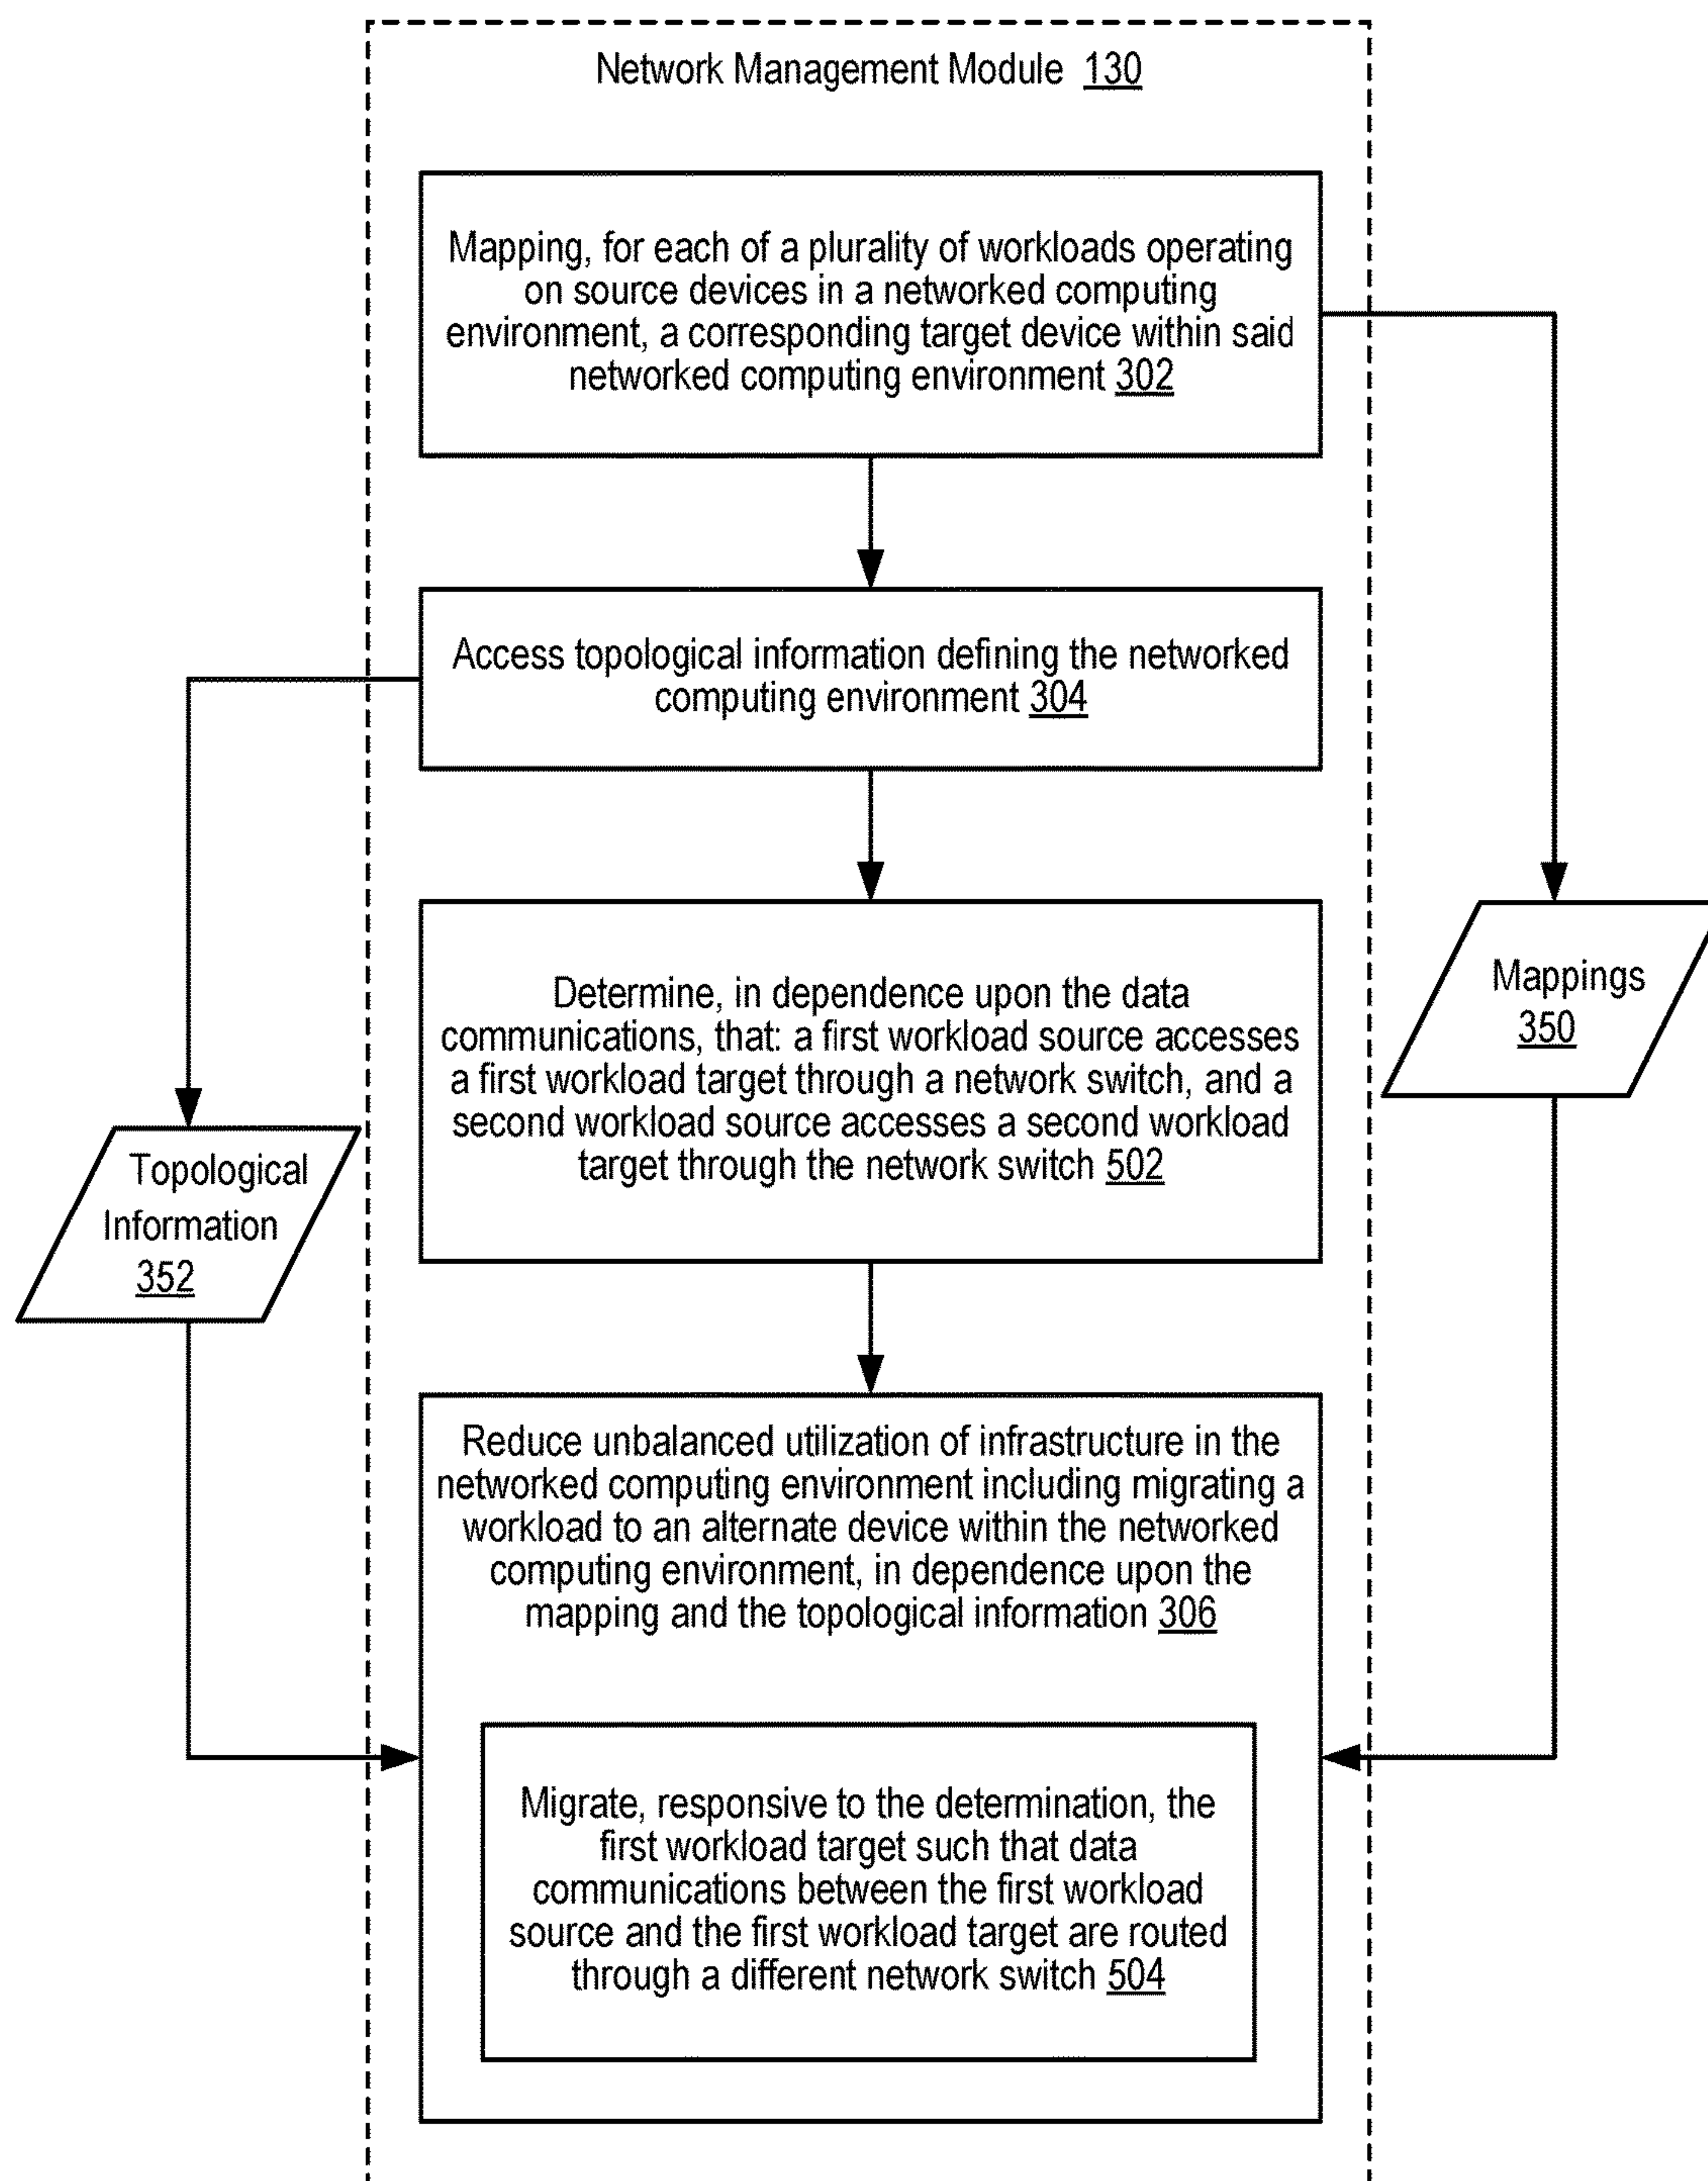 Network Management Module 130
Mapping, for each of a plurality of workloads operating
on source devices in a networked computing
environment, a corresponding target device within said
networked computing environment 302
Access topological information defining the networked
computing environment 304
Determine, in dependence upon the data
communications, that: a first workload source accesses
a first workload target through a network switch, and a
second workload source accesses a second workload
target through the network switch 502
Mappings
350
Topological
Information
352
Reduce unbalanced utilization of infrastructure in the
networked computing environment including migrating a
workload to an alternate device within the networked
computing environment, in dependence upon the
mapping and the topological information 306
Migrate, responsive to the determination, the
first workload target such that data
communications between the first workload
source and the first workload target are routed
through a different network switch 504